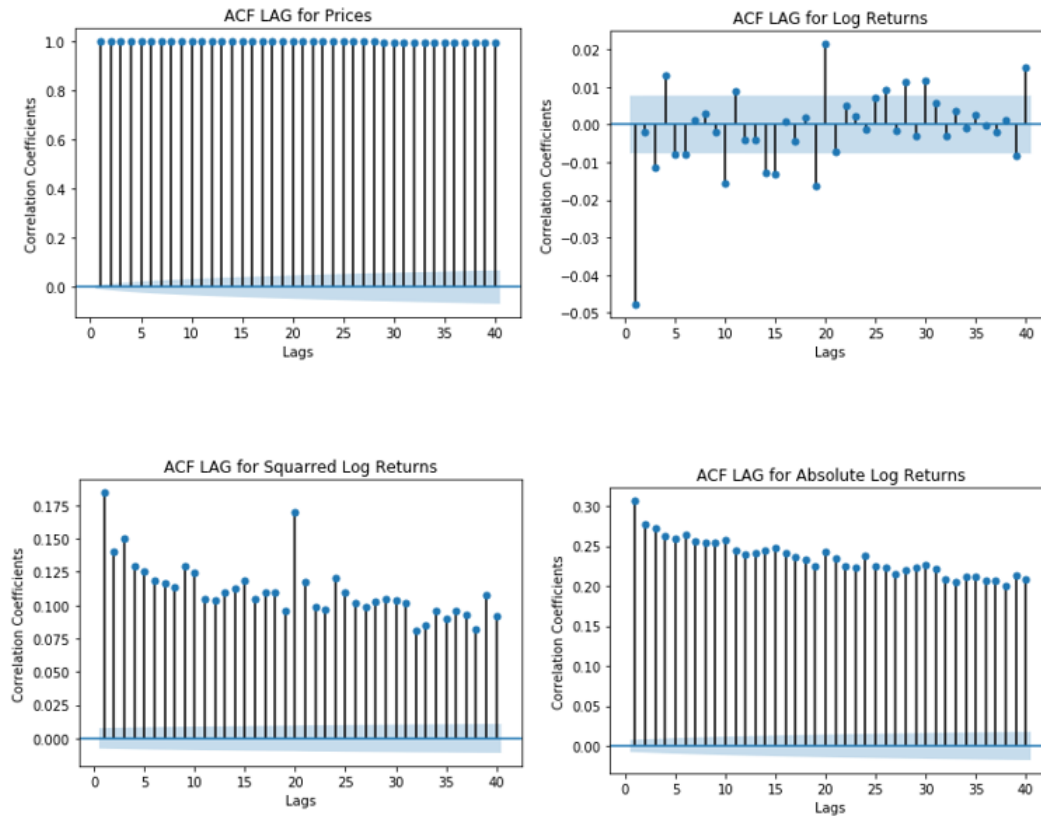 ACF LAG for Prices
Correlation Coefficients
1.0
0.8
0.6
0.4
0.2
0.0
0 5 10 15 20 25 30 35 40
Lags
ACF LAG for Log Returns
Correlation Coefficients
0.02
0.01
0.00
−0.01
−0.02
−0.03
−0.04
−0.05
0 5 10 15 20 25 30 35 40
Lags
ACF LAG for Squarred Log Returns
Correlation Coefficients
0.175
0.150
0.125
0.100
0.075
0.050
0.025
0.000
0 5 10 15 20 25 30 35 40
Lags
ACF LAG for Absolute Log Returns
Correlation Coefficients
0.30
0.25
0.20
0.15
0.10
0.05
0.00
0 5 10 15 20 25 30 35 40
Lags